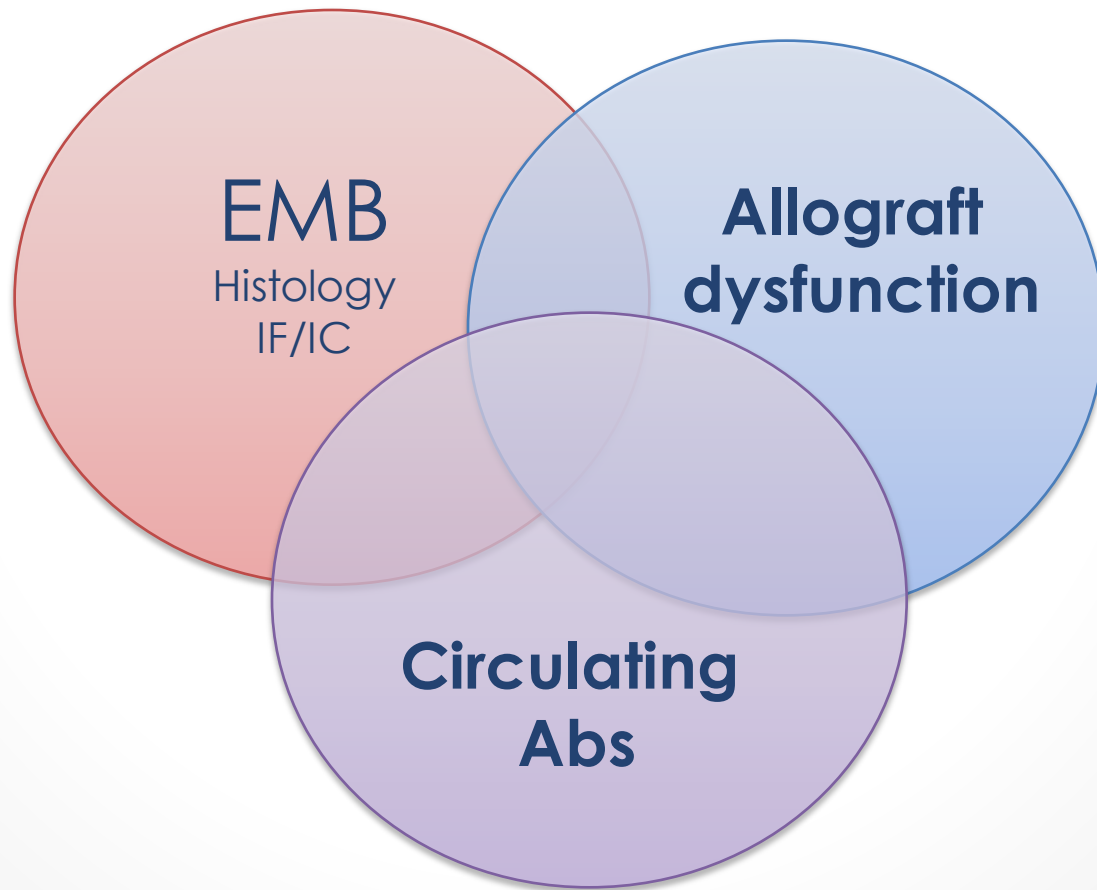 EMB
Histology
IF/IC
Allograft
dysfunction
Circulating
Abs